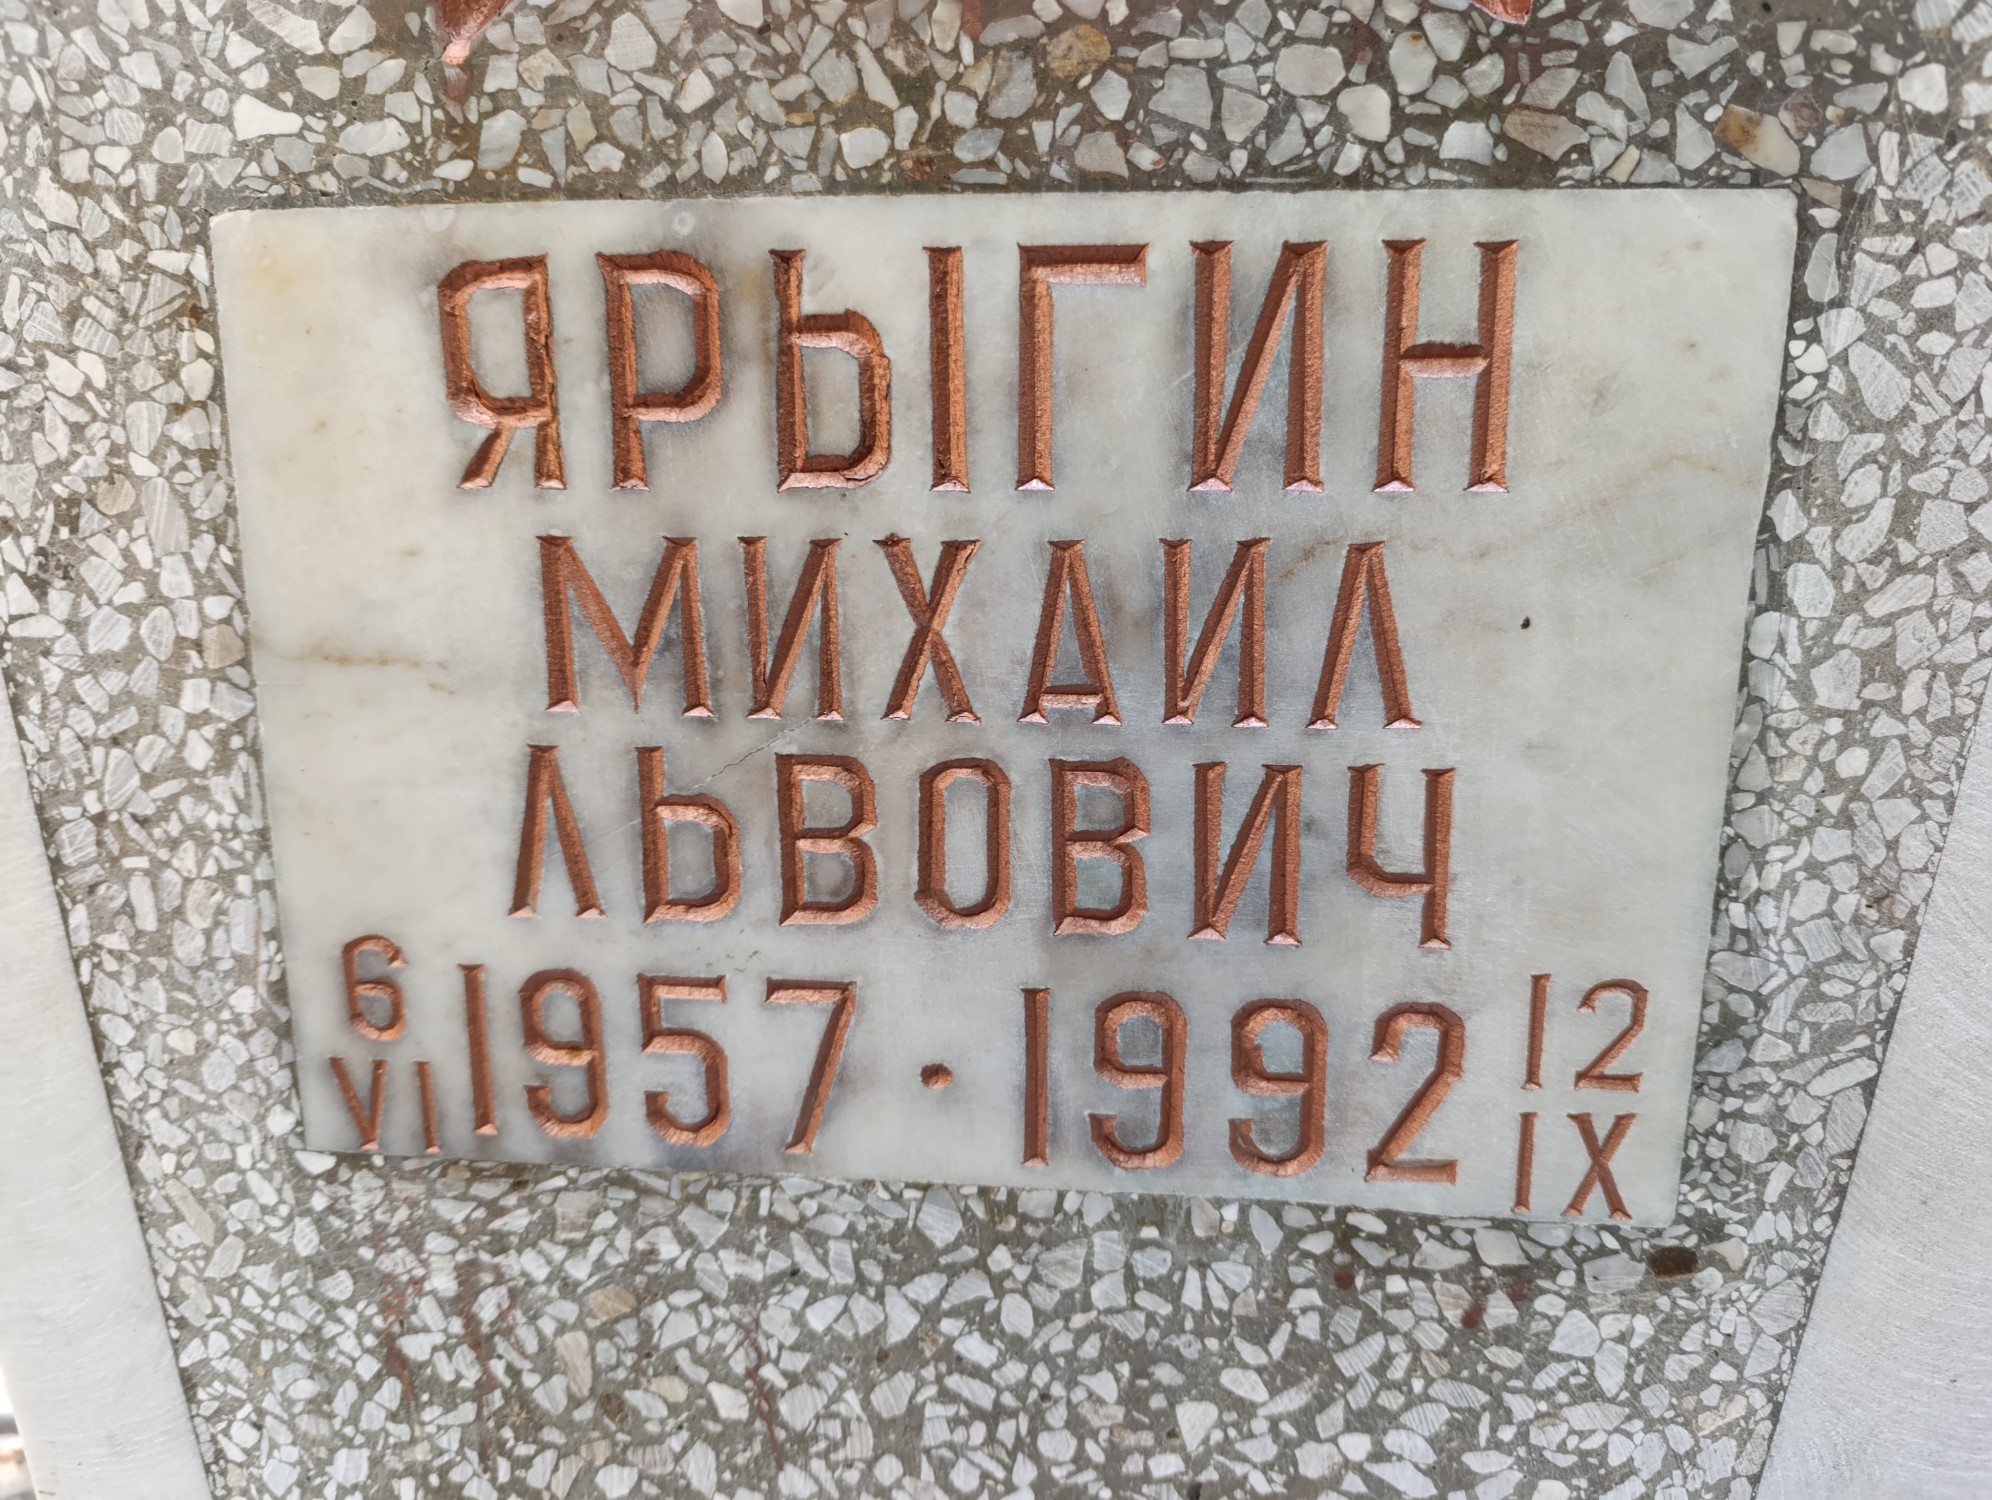 ЯРЫГИН
МИХАИЛ
ЛЬВОВИЧ
6 VI 1957 · 1992 12 IX